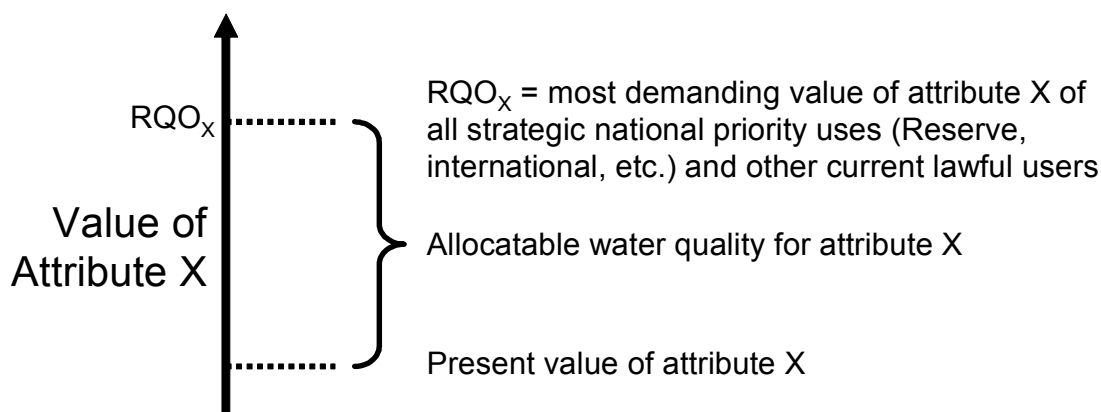 RQOX
RQOX = most demanding value of attribute X of
all strategic national priority uses (Reserve,
international, etc.) and other current lawful users
Value of
Attribute X
Allocatable water quality for attribute X
Present value of attribute X